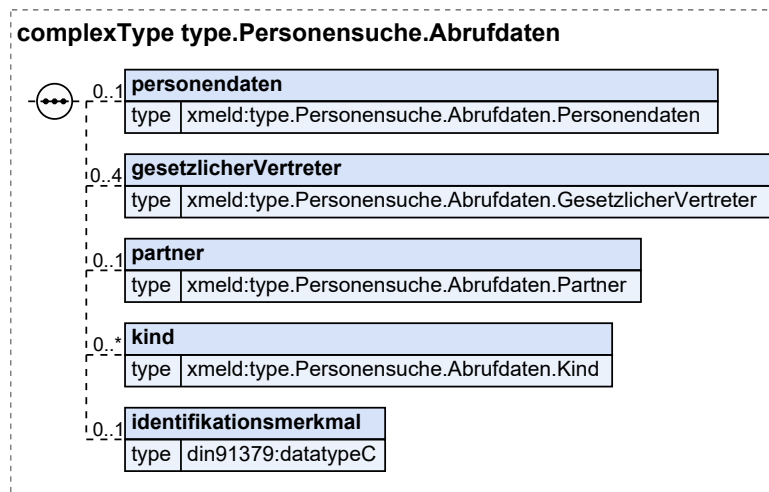 complexType type.Personensuche.Abrufdaten
0..1 personendaten
type xmeld:type.Personensuche.Abrufdaten.Personendaten
0..4 gesetzlicherVertreter
type xmeld:type.Personensuche.Abrufdaten.GesetzlicherVertreter
0..1 partner
type xmeld:type.Personensuche.Abrufdaten.Partner
0..* kind
type xmeld:type.Personensuche.Abrufdaten.Kind
0..1 identifikationsmerkmal
type din91379:datatypeC